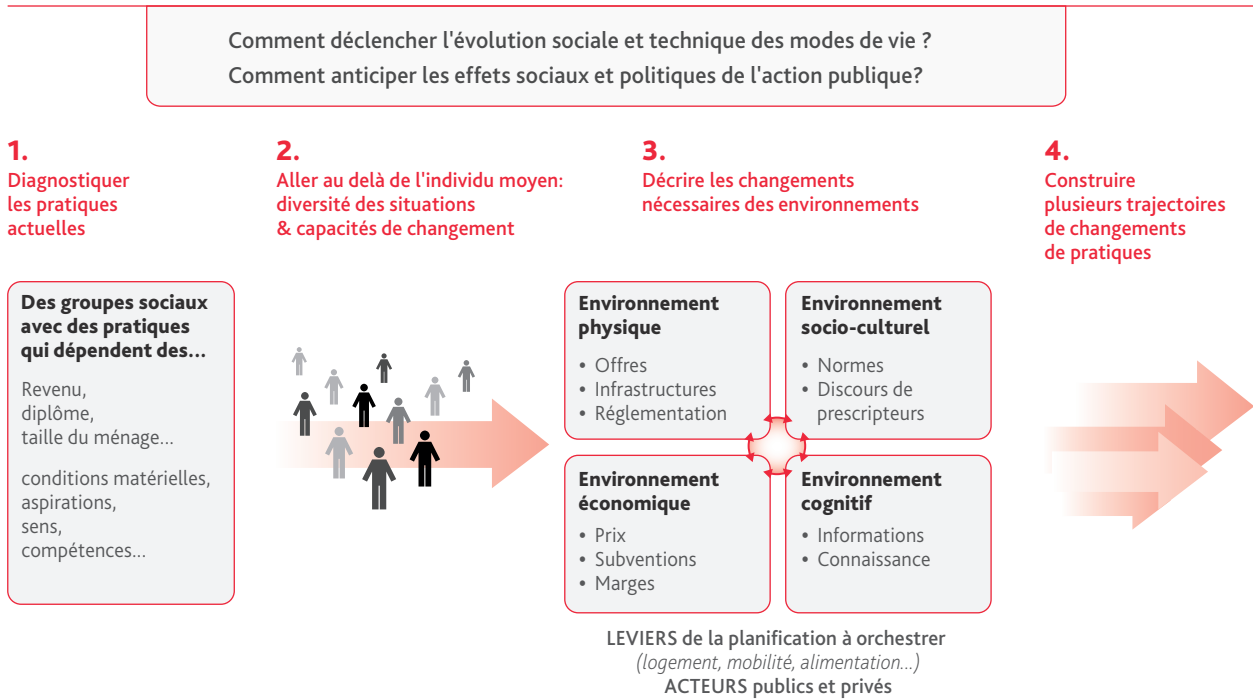 Comment déclencher l'évolution sociale et technique des modes de vie ?
Comment anticiper les effets sociaux et politiques de l'action publique?
1.
Diagnostiquer
les pratiques
actuelles
2.
Aller au delà de l'individu moyen:
diversité des situations
& capacités de changement
3.
Décrire les changements
nécessaires des environnements
4.
Construire
plusieurs trajectoires
de changements
de pratiques
Des groupes sociaux
avec des pratiques
qui dépendent des...
Revenu,
diplôme,
taille du ménage...
conditions matérielles,
aspirations,
sens,
compétences...
Environnement
physique
• Offres
• Infrastructures
• Réglementation
Environnement
socio-culturel
• Normes
• Discours de
prescripteurs
Environnement
économique
• Prix
• Subventions
• Marges
Environnement
cognitif
• Informations
• Connaissance
LEVIERS de la planification à orchestrer
(logement, mobilité, alimentation...)
ACTEURS publics et privés